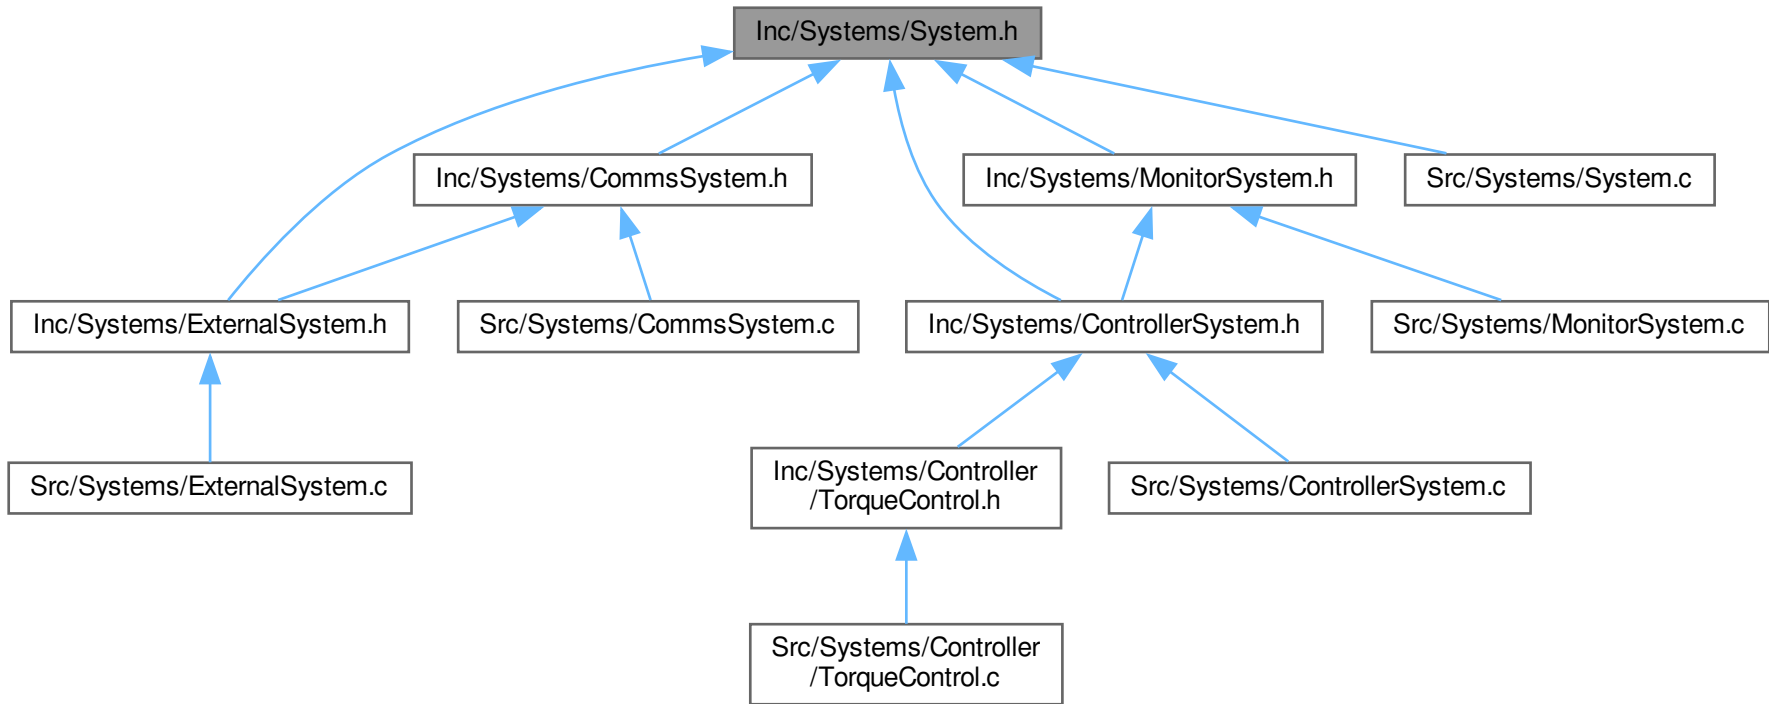 Inc/Systems/System.h
Inc/Systems/CommsSystem.h
Inc/Systems/MonitorSystem.h
Src/Systems/System.c
Inc/Systems/ExternalSystem.h
Src/Systems/CommsSystem.c
Inc/Systems/ControllerSystem.h
Src/Systems/MonitorSystem.c
Src/Systems/ExternalSystem.c
Inc/Systems/Controller
/TorqueControl.h
Src/Systems/ControllerSystem.c
Src/Systems/Controller
/TorqueControl.c